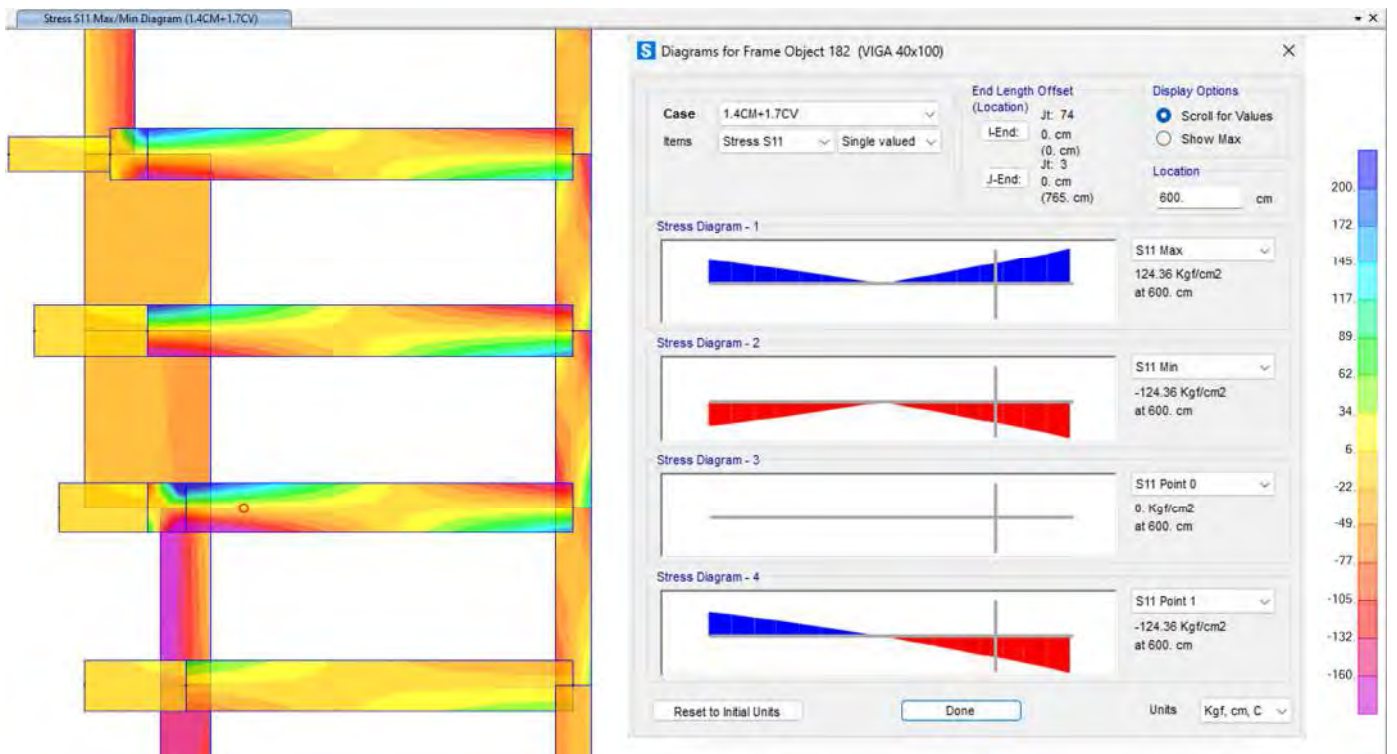 Stress S11 Max/Min Diagram (1.4CM+1.7CV)
S Diagrams for Frame Object 182 (VIGA 40x100)
Case
1.4CM+1.7CV
Items
Stress S11
Single valued
End Length Offset
(Location)
Jt: 74
I-End:
0. cm
(0. cm)
Jt: 3
J-End:
0. cm
(765. cm)
Display Options
Scroll for Values
Show Max
Location
600.
cm
Stress Diagram - 1
S11 Max
124.36 Kgf/cm2
at 600. cm
Stress Diagram - 2
S11 Min
-124.36 Kgf/cm2
at 600. cm
Stress Diagram - 3
S11 Point 0
0. Kgf/cm2
at 600. cm
Stress Diagram - 4
S11 Point 1
-124.36 Kgf/cm2
at 600. cm
Reset to Initial Units
Done
Units
Kgf, cm, C
200.
172.
145.
117.
89.
62.
34.
6.
-22.
-49.
-77.
-105.
-132.
-160.